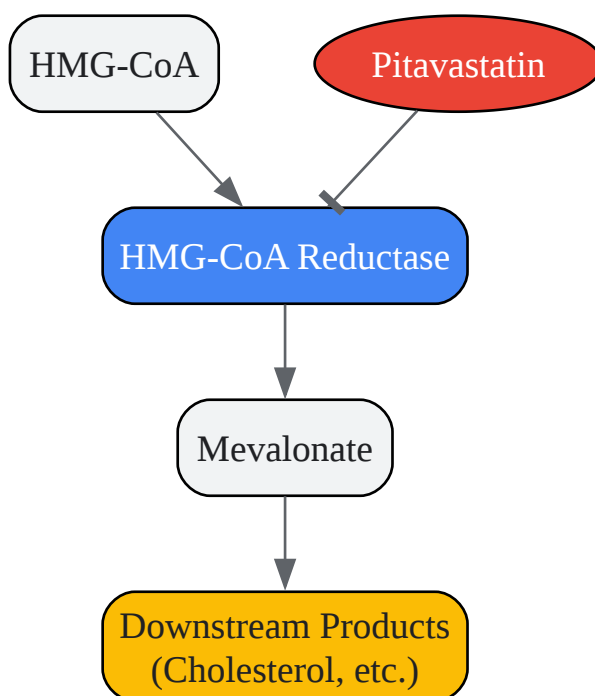 HMG-CoA
Pitavastatin
HMG-CoA Reductase
Mevalonate
Downstream Products
(Cholesterol, etc.)